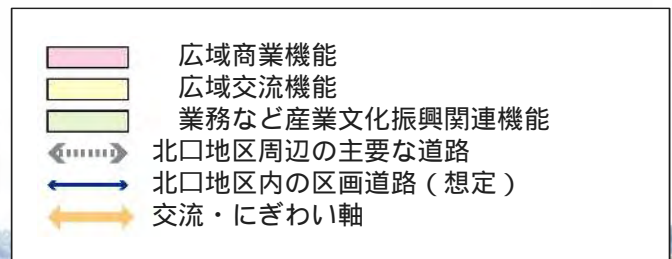 広域商業機能
広域交流機能
業務など産業文化振興関連機能
北口地区周辺の主要な道路
北口地区内の区画道路（想定）
交流・にぎわい軸